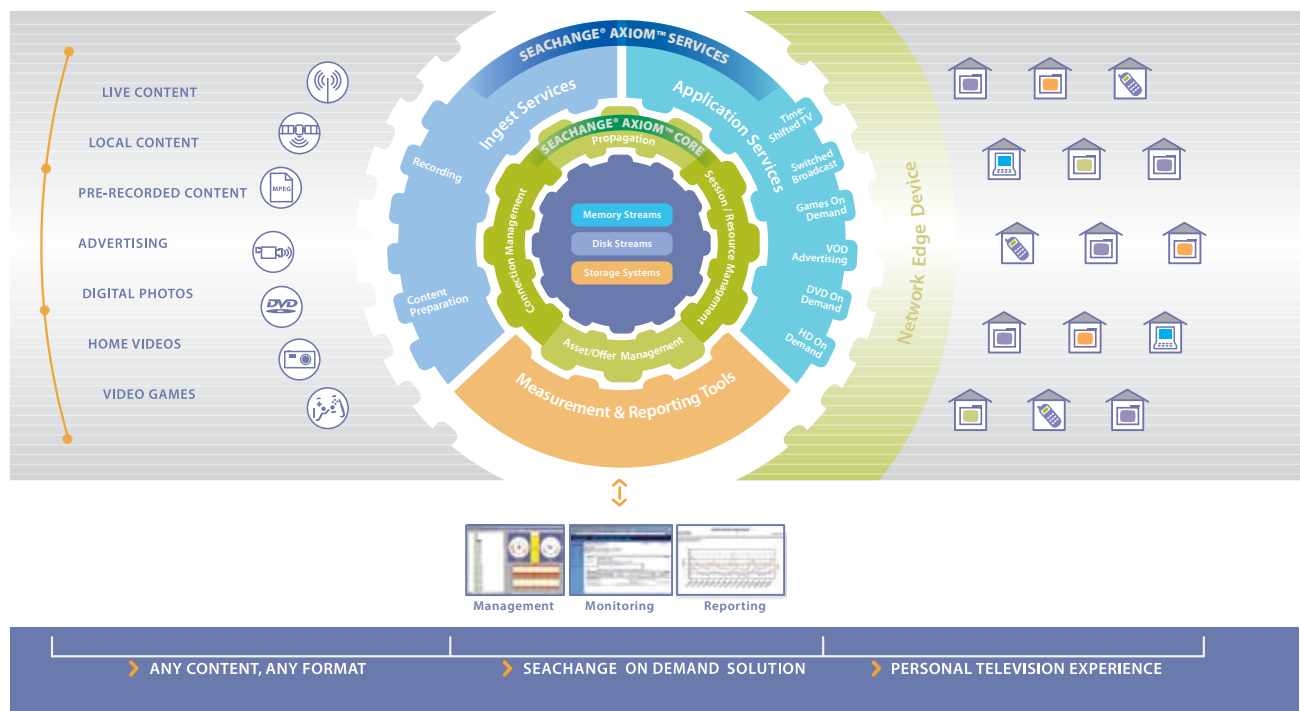 LIVE CONTENT
LOCAL CONTENT
PRE-RECORDED CONTENT
ADVERTISING
DIGITAL PHOTOS
HOME VIDEOS
VIDEO GAMES
MPEG
DVD
SEACHANGE® AXIOM™ SERVICES
Ingest Services
Recording
Content
Preparation
Application Services
Time-
Shifted TV
Switched
Broadcast
Games On
Demand
VOD
Advertising
DVD On
Demand
HD On
Demand
SEACHANGE® AXIOM™ CORE
Propagation
Connection Management
Session / Resource Management
Asset/Offer Management
Memory Streams
Disk Streams
Storage Systems
Measurement & Reporting Tools
Network Edge Device
Management
Monitoring
Reporting
ANY CONTENT, ANY FORMAT
SEACHANGE ON DEMAND SOLUTION
PERSONAL TELEVISION EXPERIENCE